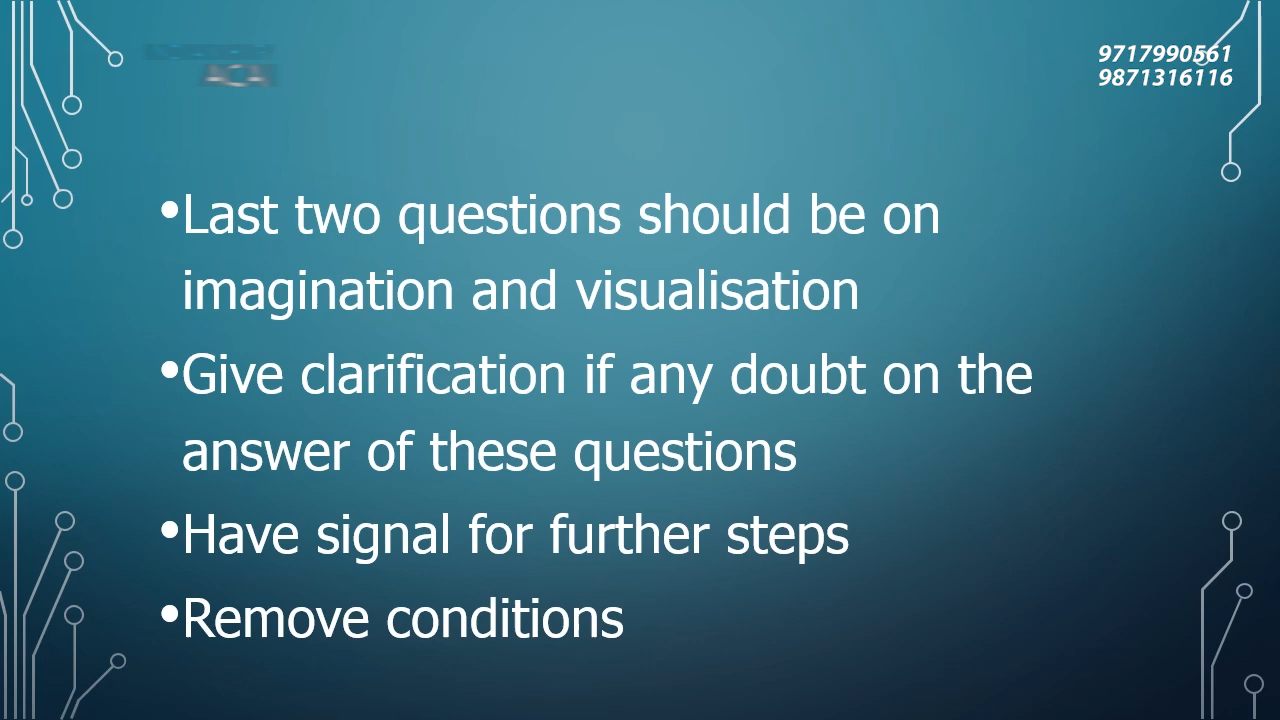 9717990561
9871316116
•Last two questions should be on
imagination and visualisation
•Give clarification if any doubt on the
answer of these questions
•Have signal for further steps
•Remove conditions